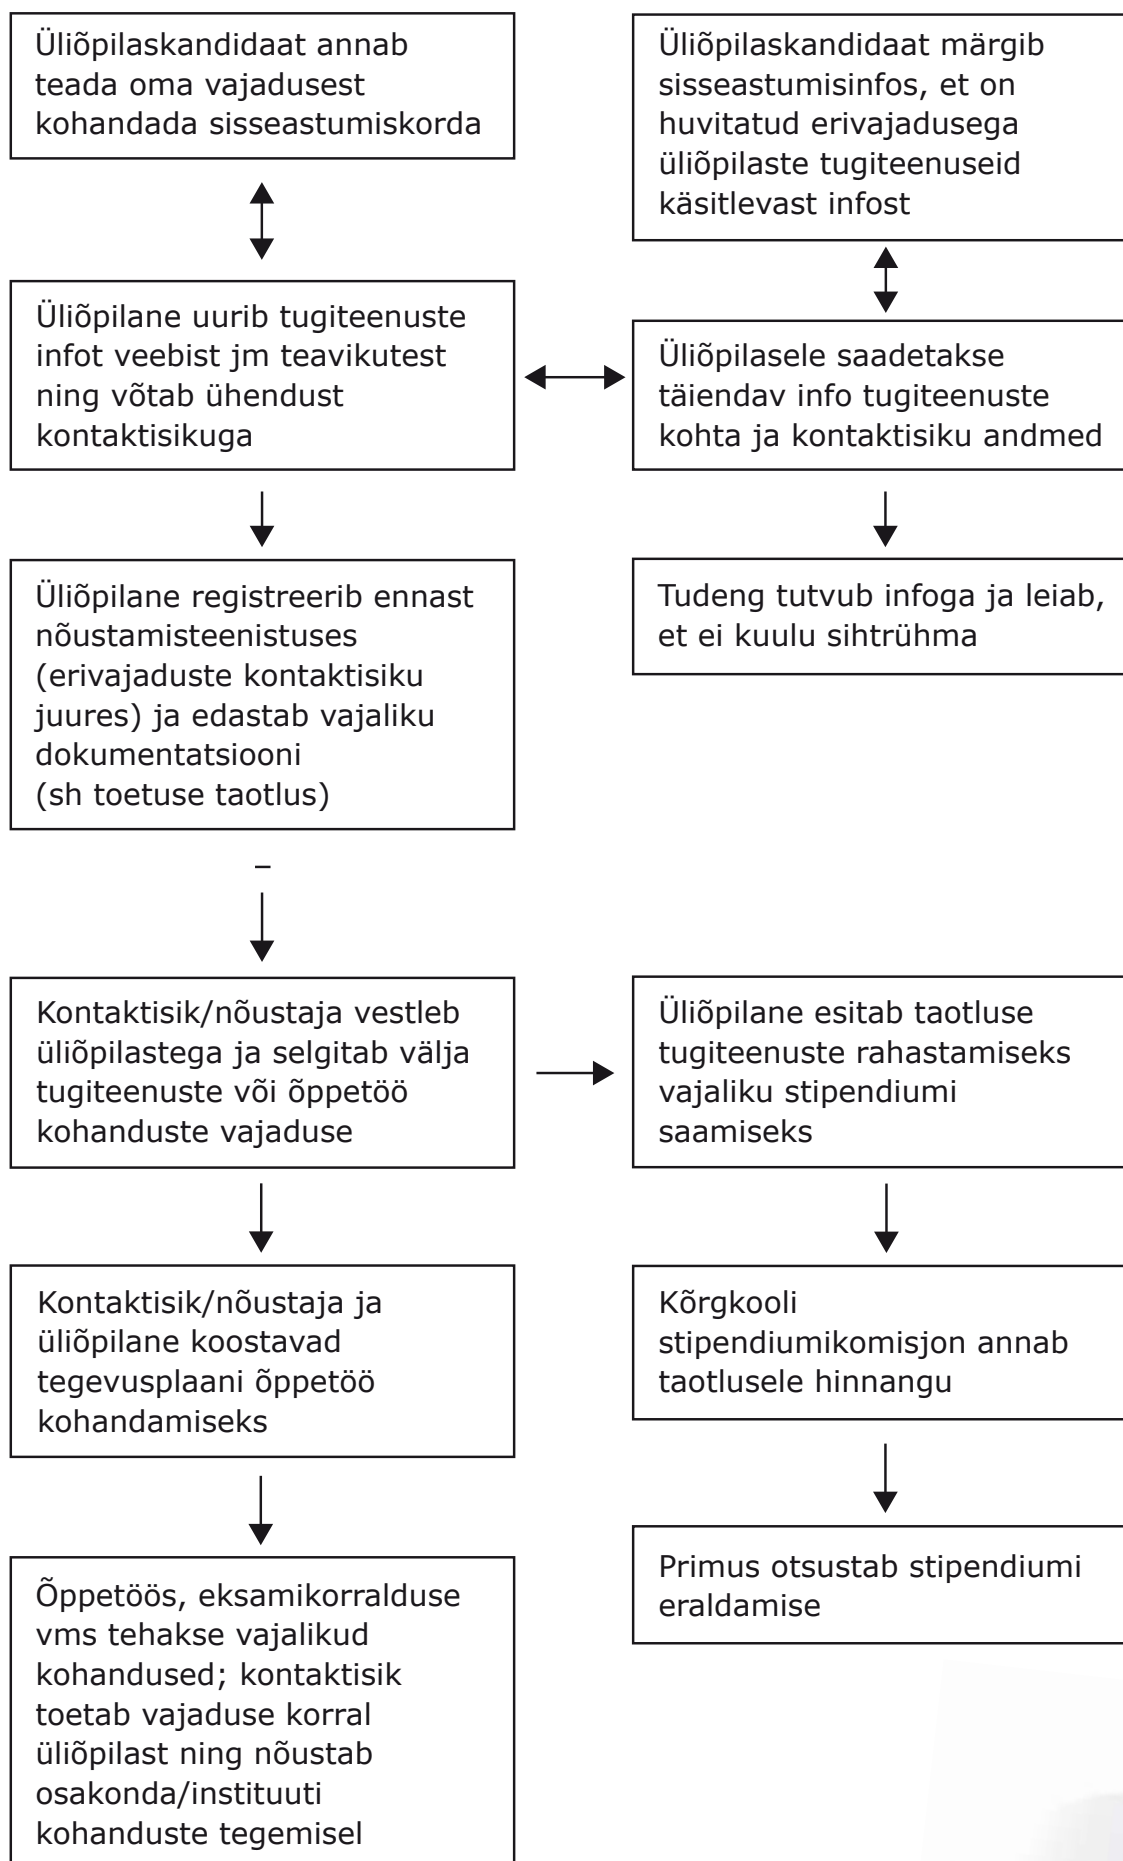 Üliõpilaskandidaat annab
teada oma vajadusest
kohandada sisseastumiskorda
Üliõpilaskandidaat märgib
sisseastumisinfos, et on
huvitatud erivajadusega
üliõpilaste tugiteenuseid
käsitlevast infost
Üliõpilane uurib tugiteenuste
infot veebist jm teavikutest
ning võtab ühendust
kontaktisikuga
Üliõpilasele saadetakse
täiendav info tugiteenuste
kohta ja kontaktisiku andmed
Üliõpilane registreerib ennast
nõustamisteenistuses
(erivajaduste kontaktisiku
juures) ja edastab vajaliku
dokumentatsiooni
(sh toetuse taotlus)
Tudeng tutvub infoga ja leiab,
et ei kuulu sihtrühma
–
Kontaktisik/nõustaja vestleb
üliõpilastega ja selgitab välja
tugiteenuste või õppetöö
kohanduste vajaduse
Üliõpilane esitab taotluse
tugiteenuste rahastamiseks
vajaliku stipendiumi
saamiseks
Kontaktisik/nõustaja ja
üliõpilane koostavad
tegevusplaani õppetöö
kohandamiseks
Kõrgkooli
stipendiumikomisjon annab
taotlusele hinnangu
Õppetöös, eksamikorralduse
vms tehakse vajalikud
kohandused; kontaktisik
toetab vajaduse korral
üliõpilast ning nõustab
osakonda/instituuti
kohanduste tegemisel
Primus otsustab stipendiumi
eraldamise